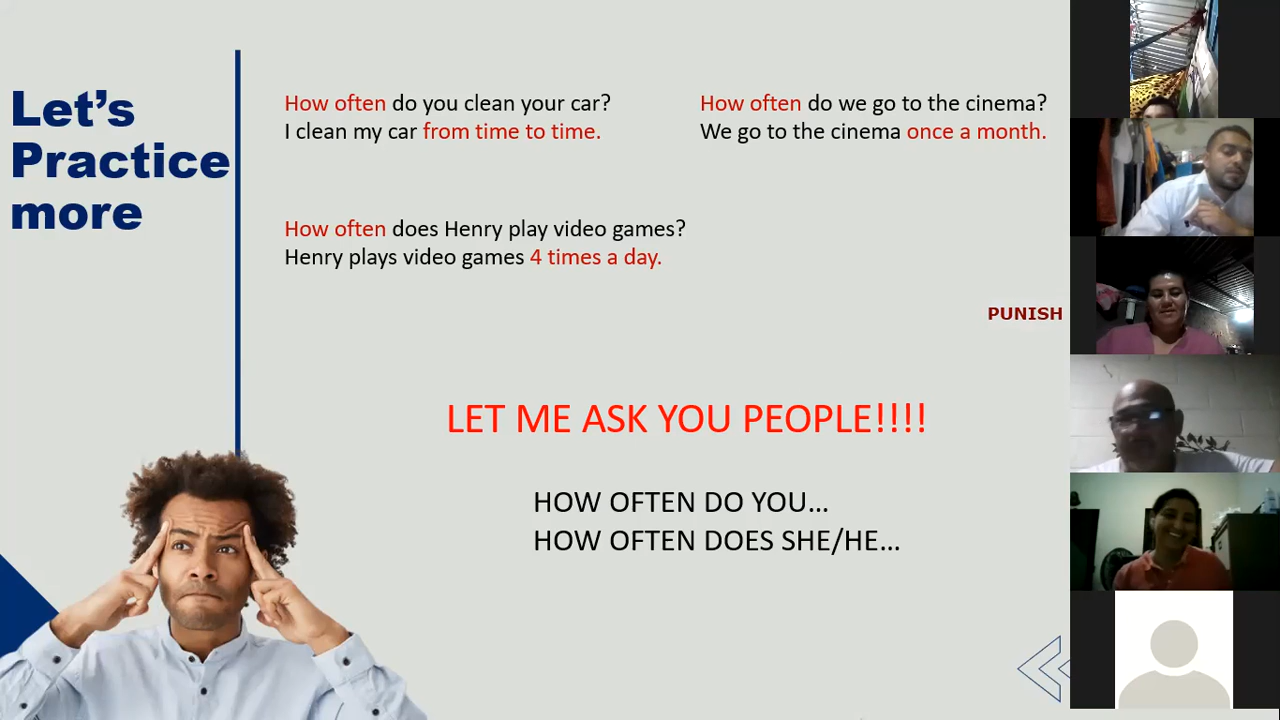 Let's
Practice
more
How often do you clean your car?
I clean my car from time to time.
How often do we go to the cinema?
We go to the cinema once a month.
How often does Henry play video games?
Henry plays video games 4 times a day.
PUNISH
LET ME ASK YOU PEOPLE!!!!
HOW OFTEN DO YOU…
HOW OFTEN DOES SHE/HE…